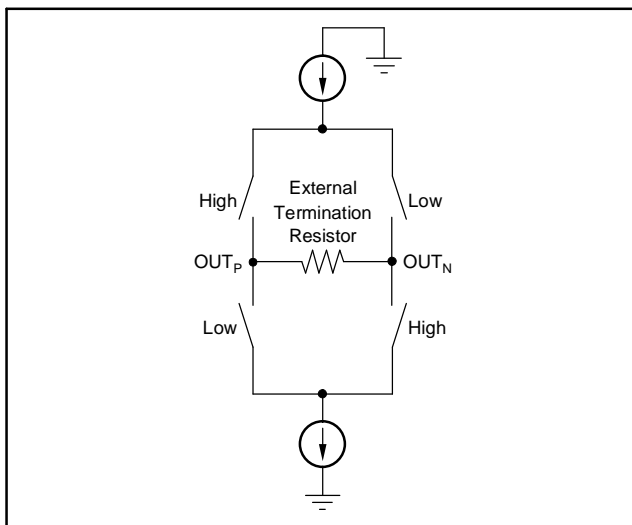 External
Termination
Resistor
High
Low
OUTP
OUTN
Low
High